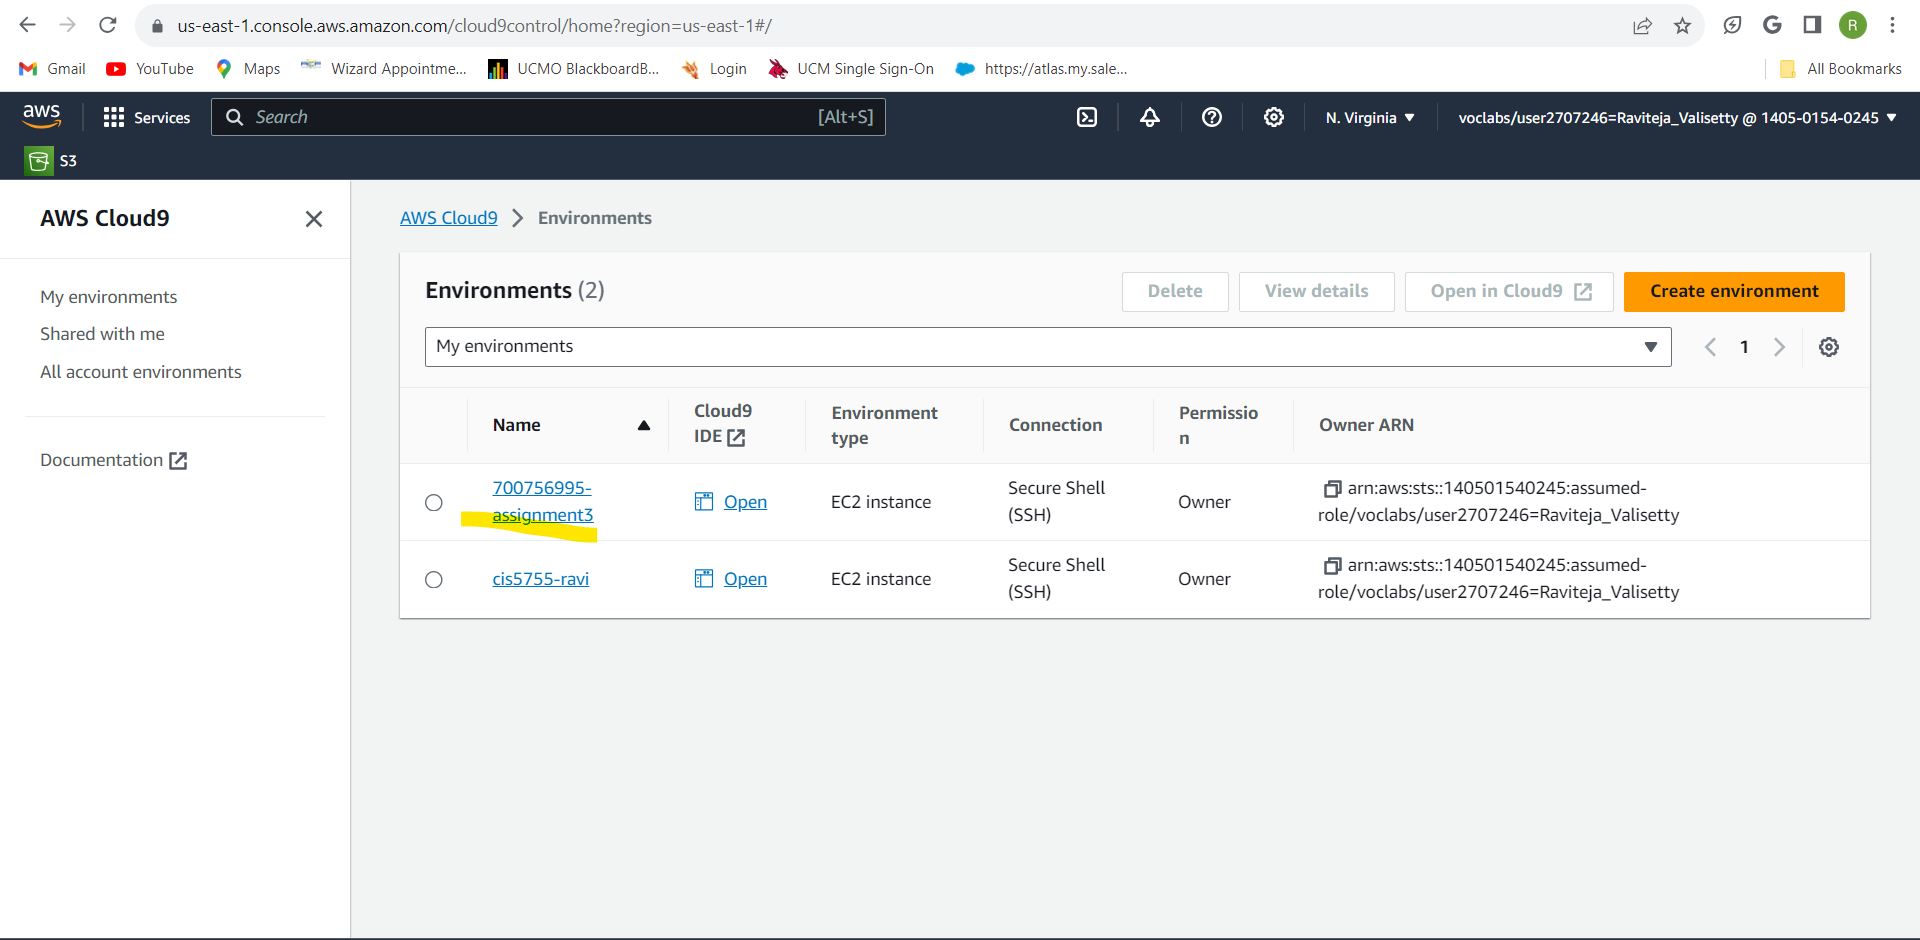 us-east-1.console.aws.amazon.com/cloud9control/home?region=us-east-1#/
R
Gmail
YouTube
Maps
Wizard Appointme...
UCMO BlackboardB...
Login
UCM Single Sign-On
https://atlas.my.sale...
All Bookmarks
aws
Services
Search
[Alt+S]
N. Virginia
voclabs/user2707246=Raviteja_Valisetty @ 1405-0154-0245
S3
AWS Cloud9
My environments
Shared with me
All account environments
Documentation
AWS Cloud9 > Environments
Environments (2)
Delete
View details
Open in Cloud9
Create environment
My environments
1
Name
Cloud9
IDE
Environment
type
Connection
Permissio
n
Owner ARN
700756995-
assignment3
Open
EC2 instance
Secure Shell
(SSH)
Owner
arn:aws:sts::140501540245:assumed-
role/voclabs/user2707246=Raviteja_Valisetty
cis5755-ravi
Open
EC2 instance
Secure Shell
(SSH)
Owner
arn:aws:sts::140501540245:assumed-
role/voclabs/user2707246=Raviteja_Valisetty